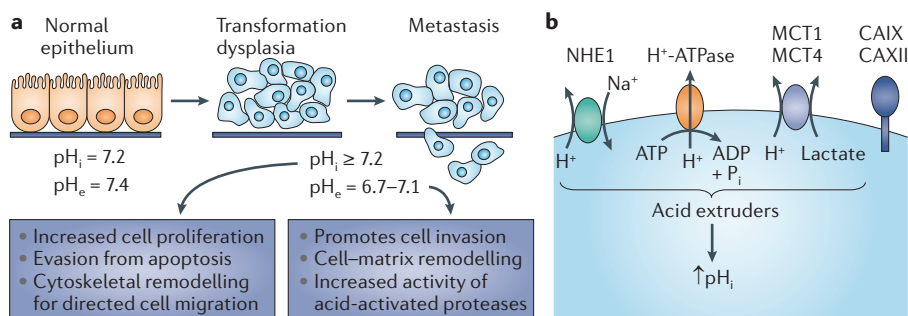 a
Normal
epithelium
Transformation
dysplasia
Metastasis
pHi = 7.2
pHe = 7.4
pHi ≥ 7.2
pHe = 6.7–7.1
• Increased cell proliferation
• Evasion from apoptosis
• Cytoskeletal remodelling
for directed cell migration
• Promotes cell invasion
• Cell–matrix remodelling
• Increased activity of
acid-activated proteases
b
NHE1
H⁺-ATPase
MCT1
MCT4
CAIX
CAXII
Na⁺
H⁺
ATP
H⁺
ADP
+ Pi
H⁺
Lactate
Acid extruders
↑pHi